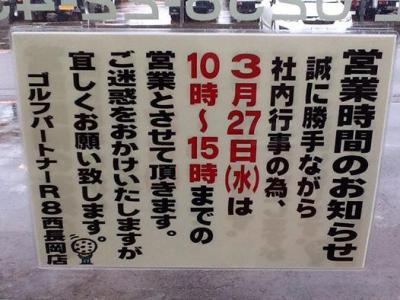 営業時間のお知らせ
誠に勝手ながら
社内行事の為、
3月27日(水)は
10時〜15時までの
営業とさせて頂きます。
ご迷惑をおかけいたしますが
宜しくお願い致します。
ゴルフパートナーR8西長岡店